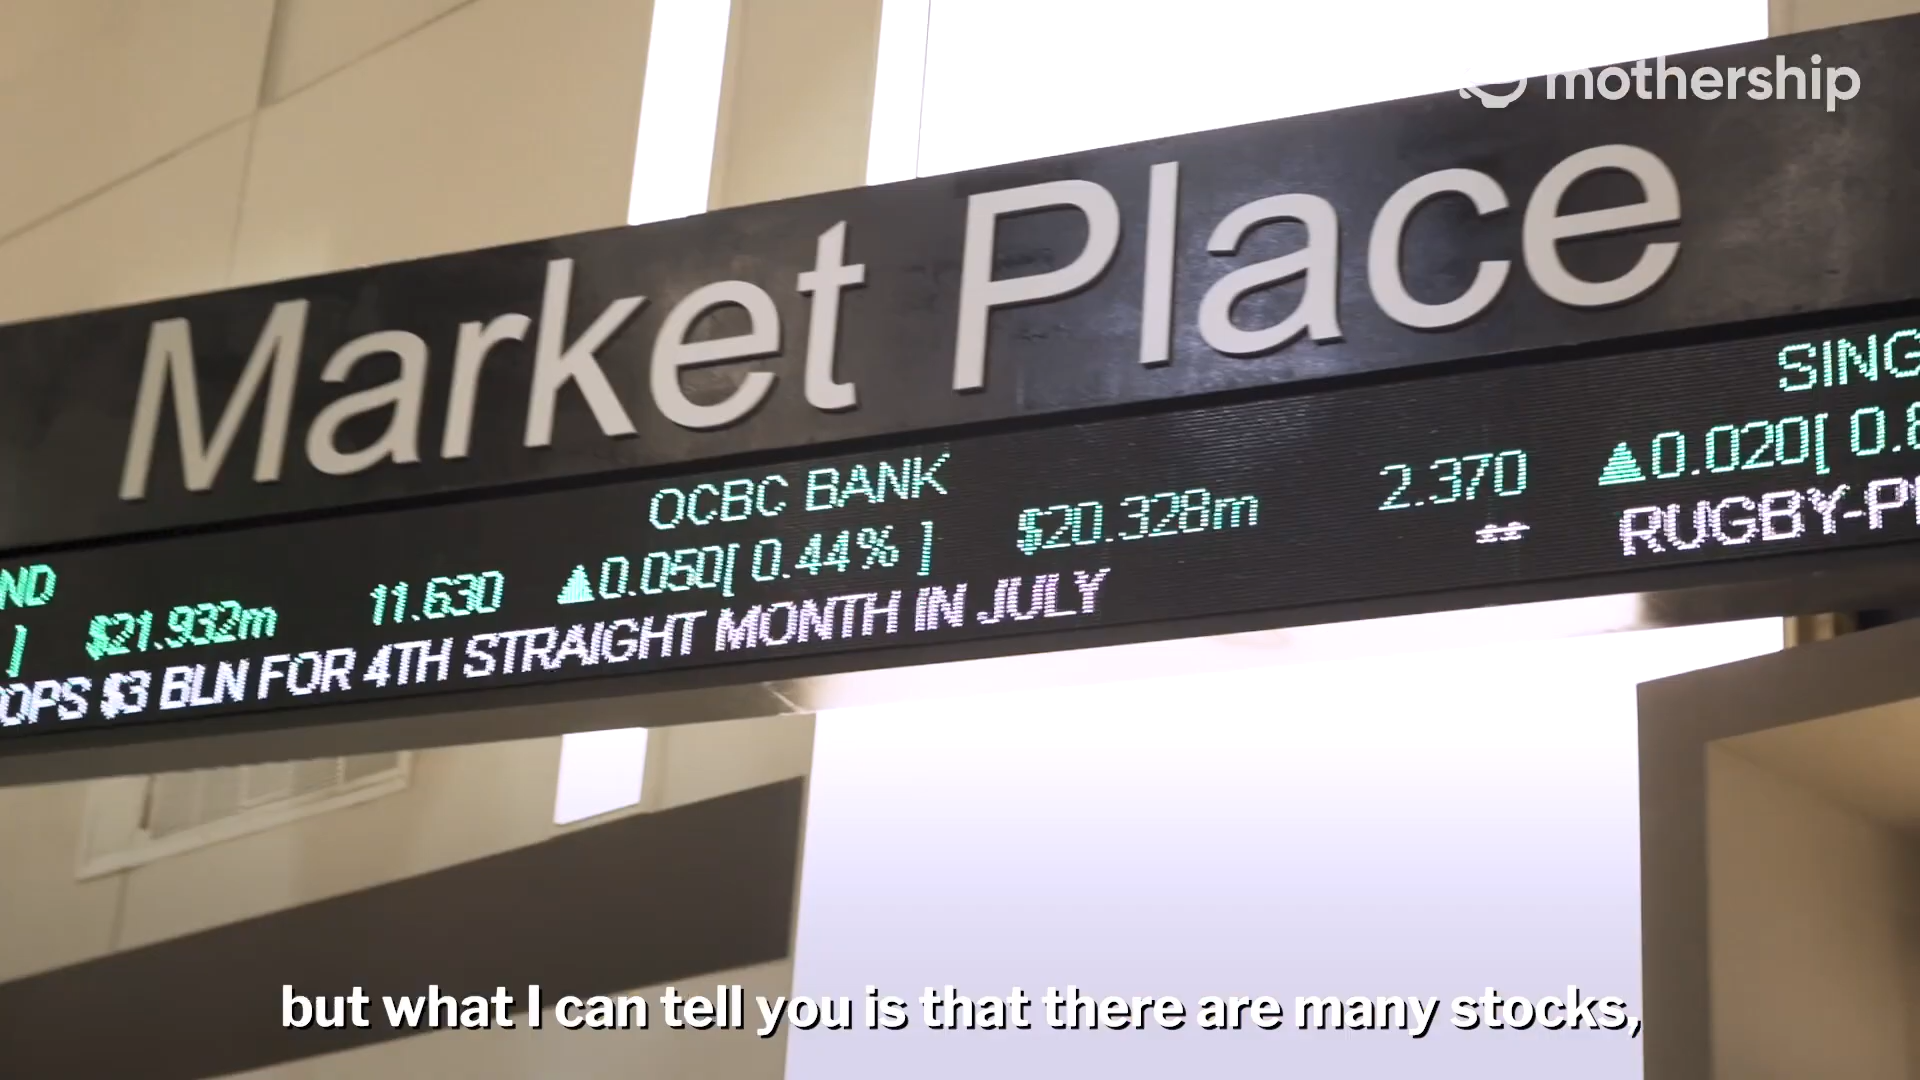 mothership
Market Place
SING
OCBC BANK
2.370 ▲0.020[ 0.8
ND
11.630 ▲0.050[ 0.44% ] $20.328m
] $21.932m
OPS $3 BLN FOR 4TH STRAIGHT MONTH IN JULY ** RUGBY-P
but what I can tell you is that there are many stocks,